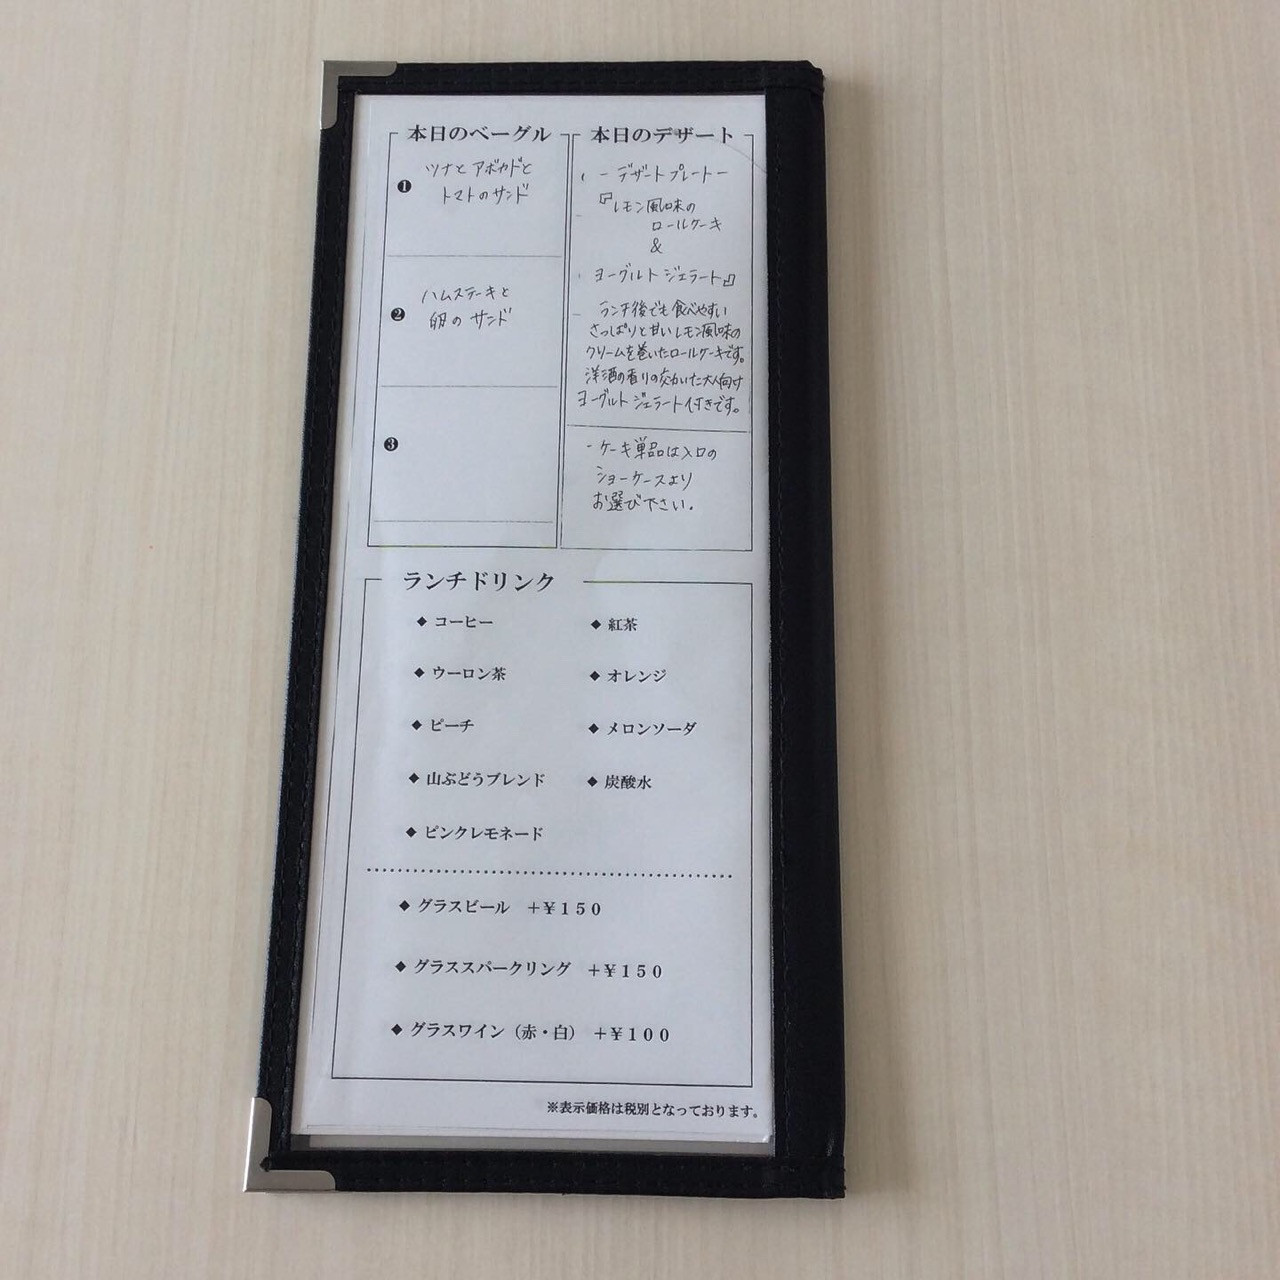 本日のベーグル
❶ ツナとアボカドと
トマトのサンド
❷ ハムステーキと
卵のサンド
❸
本日のデザート
ー デザートプレート ー
『レモン風味の
ロールケーキ
&
ヨーグルト ジェラート』
ランチ後でも食べやすい
さっぱりと甘いレモン風味の
クリームを巻いたロールケーキです。
洋酒の香りの効いた大人向け
ヨーグルト ジェラート付きです。
・ケーキ単品は入口の
ショーケースより
お選び下さい。
ランチドリンク
◆ コーヒー ◆ 紅茶
◆ ウーロン茶 ◆ オレンジ
◆ ピーチ ◆ メロンソーダ
◆ 山ぶどうブレンド ◆ 炭酸水
◆ ピンクレモネード
◆ グラスビール +¥150
◆ グラススパークリング +¥150
◆ グラスワイン(赤・白) +¥100
※表示価格は税別となっております。